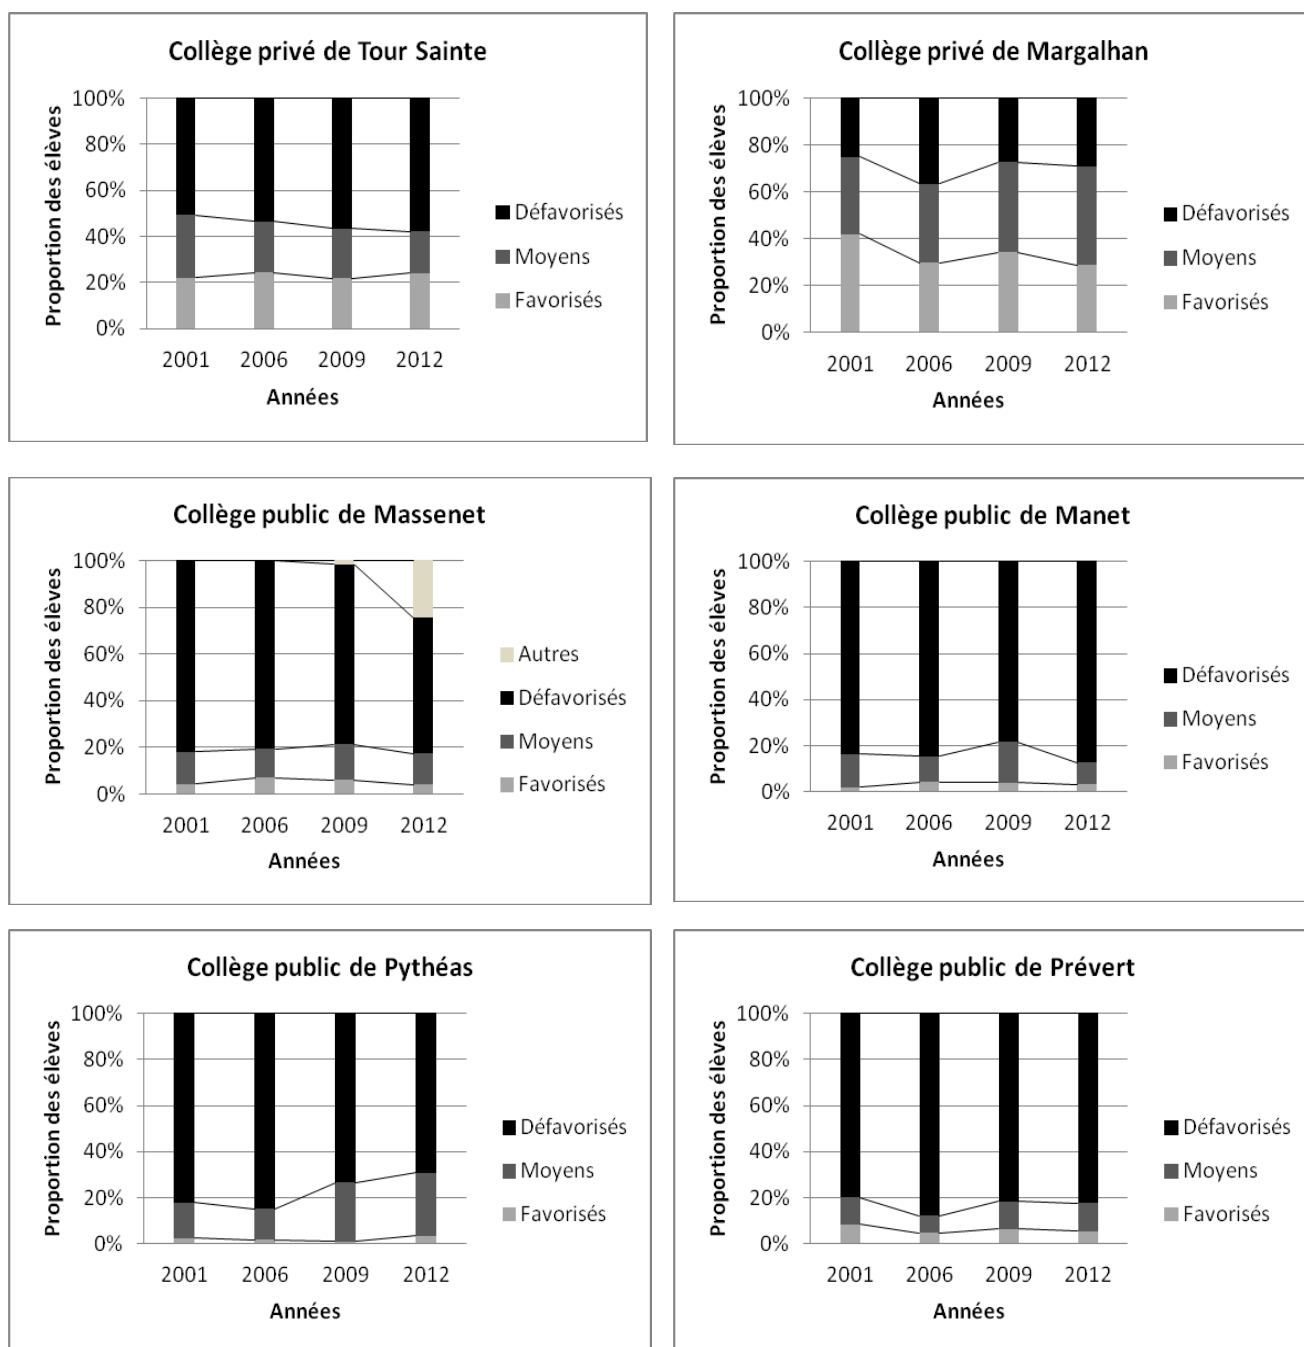 Collège privé de Tour Sainte
Proportion des élèves
100%
80%
60%
40%
20%
0%
2001 2006 2009 2012
Années
Défavorisés
Moyens
Favorisés
Collège privé de Margalhan
Proportion des élèves
100%
80%
60%
40%
20%
0%
2001 2006 2009 2012
Années
Défavorisés
Moyens
Favorisés
Collège public de Massenet
Proportion des élèves
100%
80%
60%
40%
20%
0%
2001 2006 2009 2012
Années
Autres
Défavorisés
Moyens
Favorisés
Collège public de Manet
Proportion des élèves
100%
80%
60%
40%
20%
0%
2001 2006 2009 2012
Années
Défavorisés
Moyens
Favorisés
Collège public de Pythéas
Proportion des élèves
100%
80%
60%
40%
20%
0%
2001 2006 2009 2012
Années
Défavorisés
Moyens
Favorisés
Collège public de Prévert
Proportion des élèves
100%
80%
60%
40%
20%
0%
2001 2006 2009 2012
Années
Défavorisés
Moyens
Favorisés